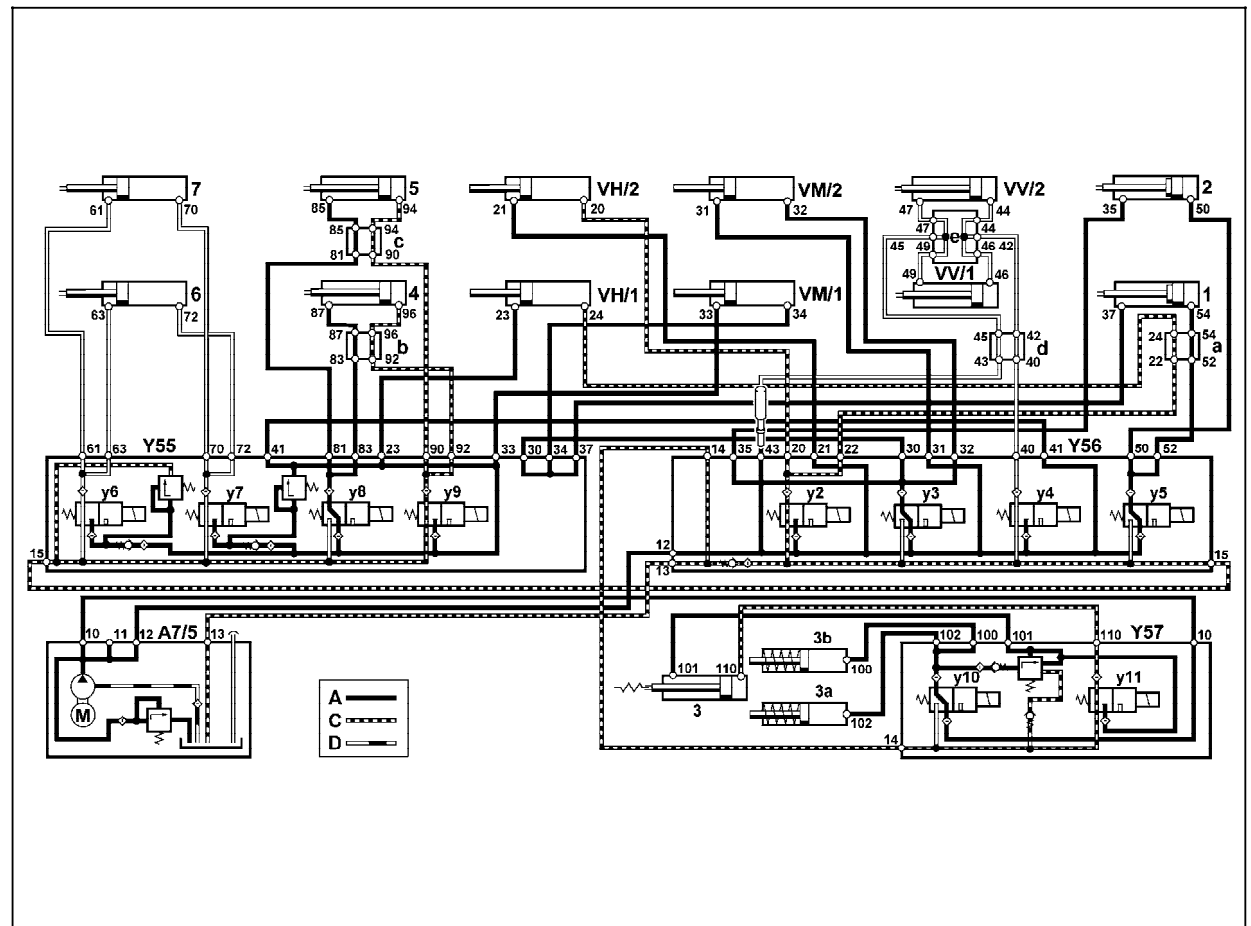 7 5 VH/2 VM/2 VV/2 2
61 70 85 94 21 20 31 32 47 44 35 50
85 94 c 47 44
45 49 e 46 42
81 90 VV/1
6 4 VH/1 VM/1 49 46 1
63 72 87 96 23 24 33 34 37 54
87 96 45 42 24 54
b d a
83 92 43 40 22 52
61 63 Y55 70 72 41 81 83 23 90 92 33 30 34 37 14 35 43 20 21 22 30 31 32 40 41 Y56 50 52
y6 y7 y8 y9 y2 y3 y4 y5
15 12 13 15
10 11 12 A7/5 13 3b 102 100 101 110 Y57 10
101 110 100
M A y10 y11
C 3 3a
D 102
14